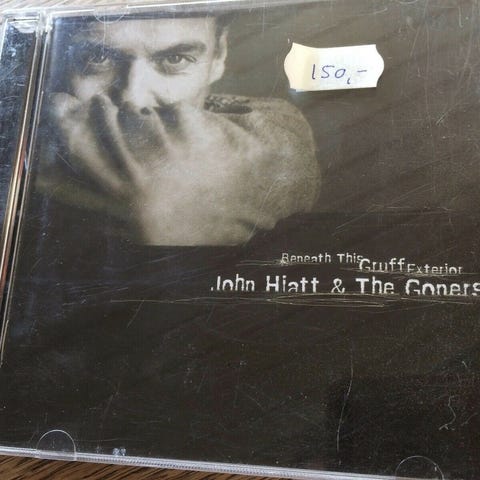 150,-
Beneath This Gruff Exterior
John Hiatt & The Goners